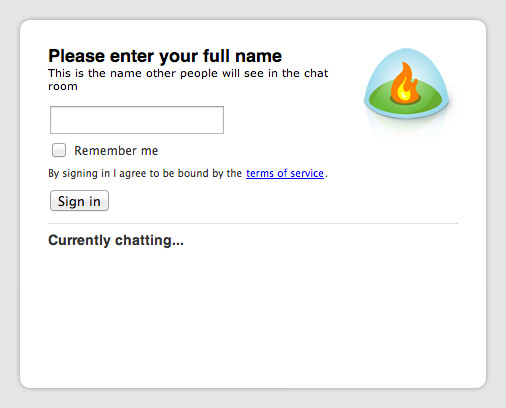 Please enter your full name
This is the name other people will see in the chat
room
Remember me
By signing in I agree to be bound by the terms of service.
Sign in
Currently chatting...